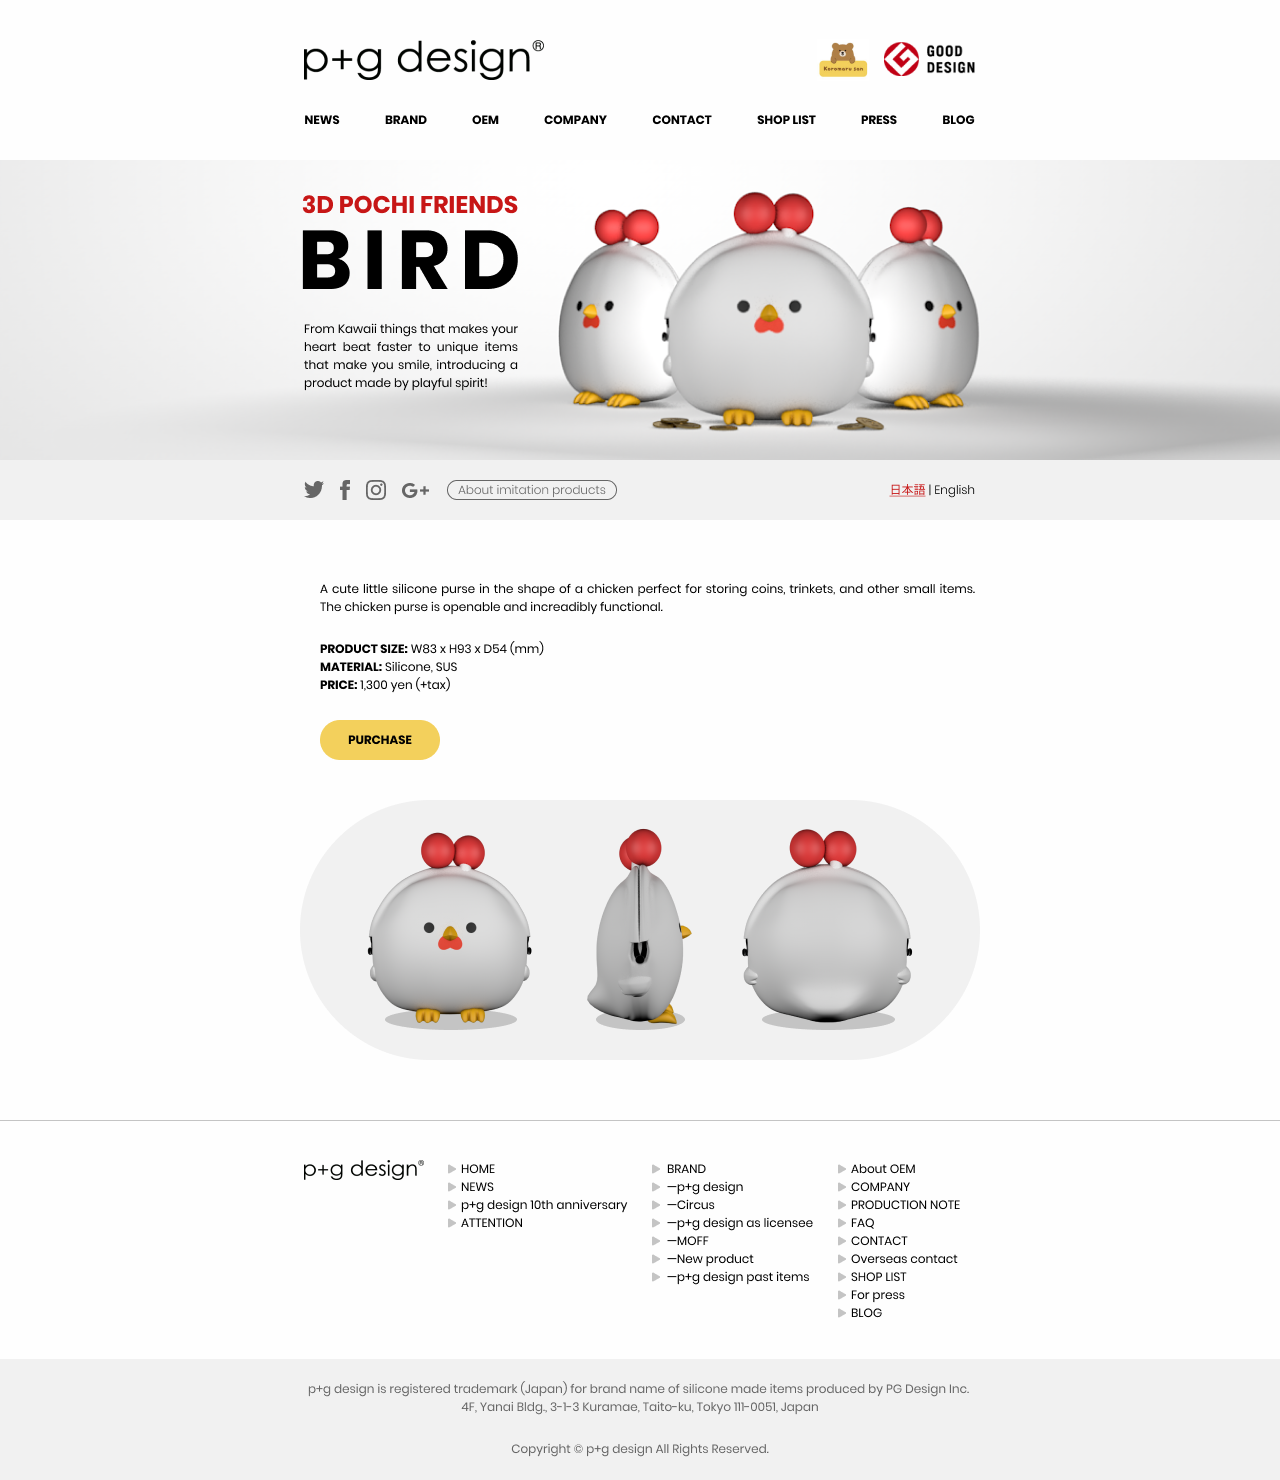 p+g design®
Kuramaru zan
GOOD
DESIGN
NEWS BRAND OEM COMPANY CONTACT SHOP LIST PRESS BLOG
3D POCHI FRIENDS
BIRD
From Kawaii things that makes your
heart beat faster to unique items
that make you smile, introducing a
product made by playful spirit!
G+ About imitation products
日本語 | English
A cute little silicone purse in the shape of a chicken perfect for storing coins, trinkets, and other small items.
The chicken purse is openable and increadibly functional.
PRODUCT SIZE: W83 x H93 x D54 (mm)
MATERIAL: Silicone, SUS
PRICE: 1,300 yen (+tax)
PURCHASE
p+g design®
HOME
NEWS
p+g design 10th anniversary
ATTENTION
BRAND
—p+g design
—Circus
—p+g design as licensee
—MOFF
—New product
—p+g design past items
About OEM
COMPANY
PRODUCTION NOTE
FAQ
CONTACT
Overseas contact
SHOP LIST
For press
BLOG
p+g design is registered trademark (Japan) for brand name of silicone made items produced by PG Design Inc.
4F, Yanai Bldg., 3-1-3 Kuramae, Taito-ku, Tokyo 111-0051, Japan
Copyright © p+g design All Rights Reserved.